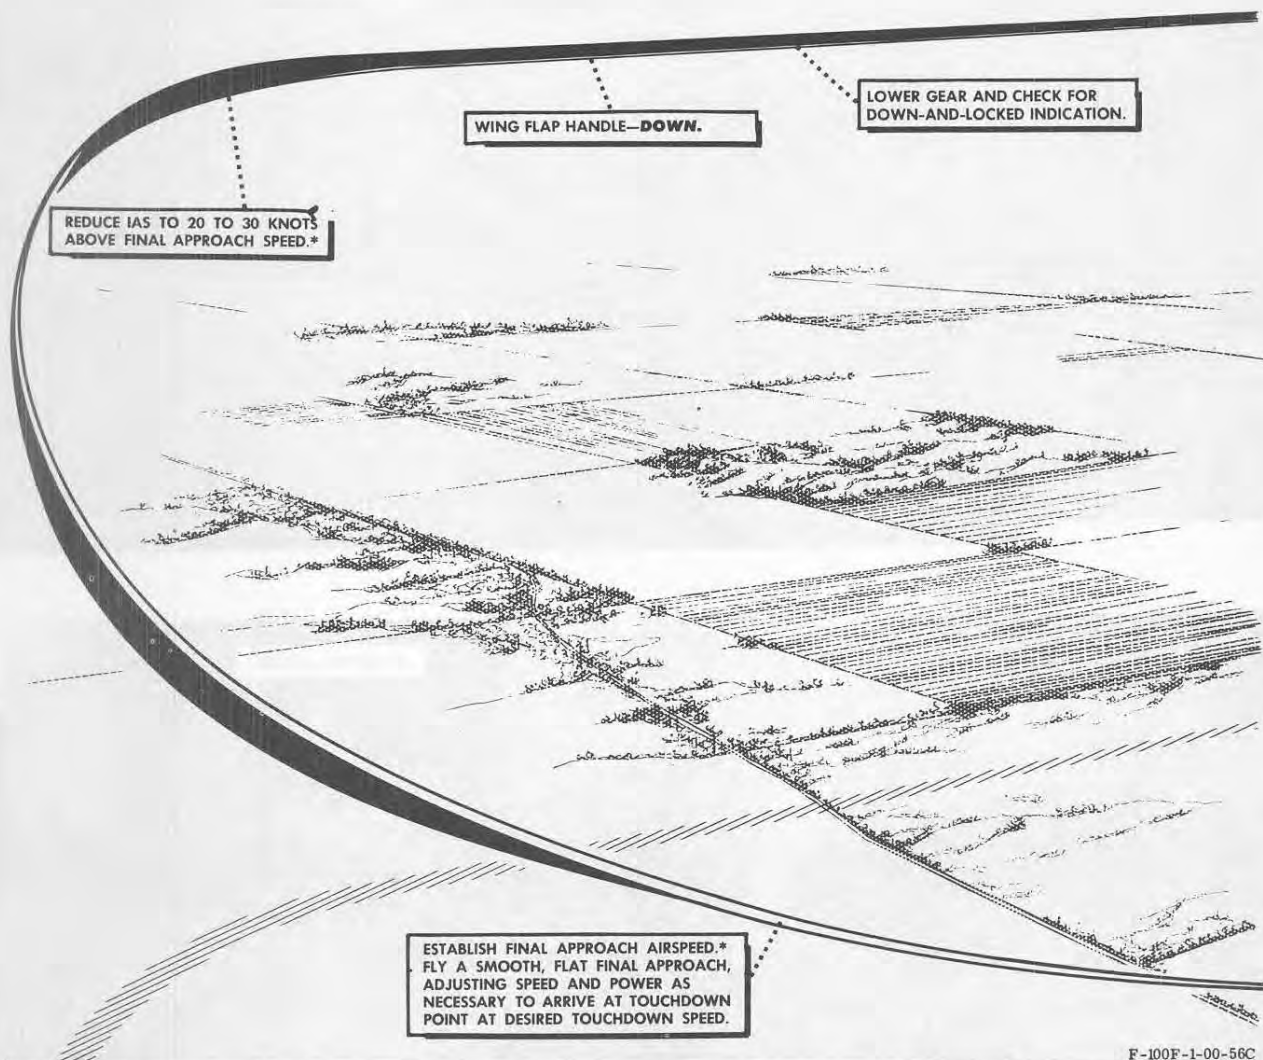 LOWER GEAR AND CHECK FOR
DOWN-AND-LOCKED INDICATION.
WING FLAP HANDLE—DOWN.
REDUCE IAS TO 20 TO 30 KNOTS
ABOVE FINAL APPROACH SPEED.*
ESTABLISH FINAL APPROACH AIRSPEED.*
FLY A SMOOTH, FLAT FINAL APPROACH,
ADJUSTING SPEED AND POWER AS
NECESSARY TO ARRIVE AT TOUCHDOWN
POINT AT DESIRED TOUCHDOWN SPEED.
F-100F-1-00-56C